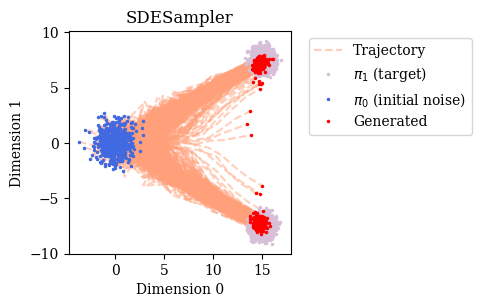 SDESampler
10
5
0
−5
−10
Dimension 1
0
5
10
15
Dimension 0
Trajectory
π₁ (target)
π₀ (initial noise)
Generated